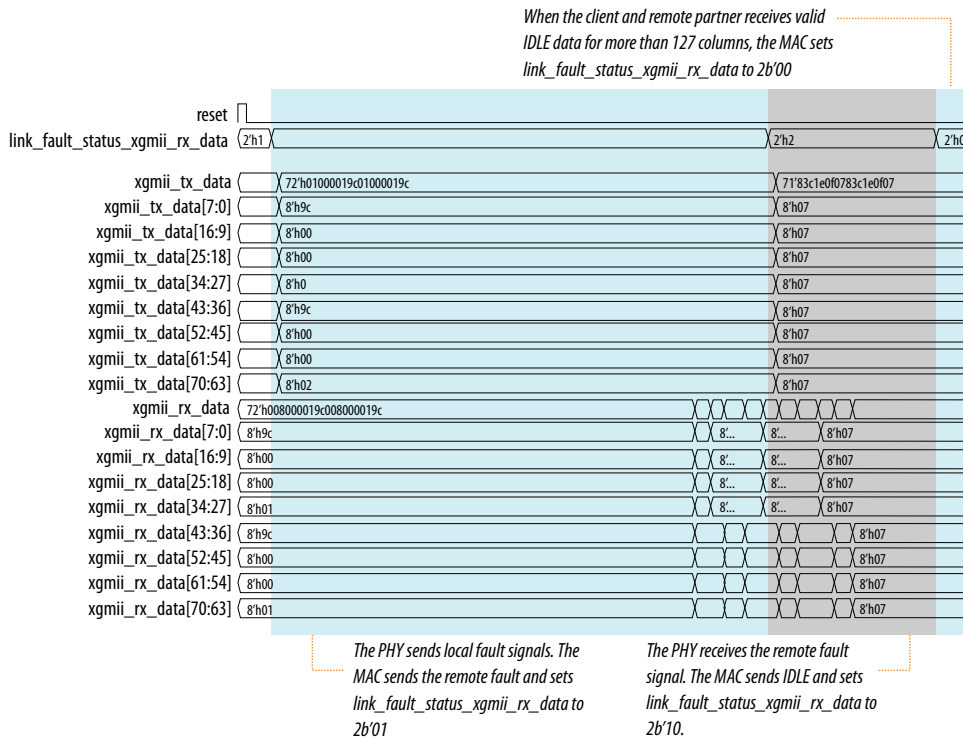 When the client and remote partner receives valid
IDLE data for more than 127 columns, the MAC sets
link_fault_status_xgmii_rx_data to 2b'00
reset
link_fault_status_xgmii_rx_data 2'h1 2'h2 2'h0
xgmii_tx_data 72'h01000019c01000019c 71'83c1e0f0783c1e0f07
xgmii_tx_data[7:0] 8'h9c 8'h07
xgmii_tx_data[16:9] 8'h00 8'h07
xgmii_tx_data[25:18] 8'h00 8'h07
xgmii_tx_data[34:27] 8'h0 8'h07
xgmii_tx_data[43:36] 8'h9c 8'h07
xgmii_tx_data[52:45] 8'h00 8'h07
xgmii_tx_data[61:54] 8'h00 8'h07
xgmii_tx_data[70:63] 8'h02 8'h07
xgmii_rx_data 72'h008000019c008000019c
xgmii_rx_data[7:0] 8'h9c 8'... 8'... 8'h07
xgmii_rx_data[16:9] 8'h00 8'... 8'... 8'h07
xgmii_rx_data[25:18] 8'h00 8'... 8'... 8'h07
xgmii_rx_data[34:27] 8'h01 8'... 8'... 8'h07
xgmii_rx_data[43:36] 8'h9c 8'h07
xgmii_rx_data[52:45] 8'h00 8'h07
xgmii_rx_data[61:54] 8'h00 8'h07
xgmii_rx_data[70:63] 8'h01 8'h07
The PHY sends local fault signals. The
MAC sends the remote fault and sets
link_fault_status_xgmii_rx_data to
2b'01
The PHY receives the remote fault
signal. The MAC sends IDLE and sets
link_fault_status_xgmii_rx_data to
2b'10.